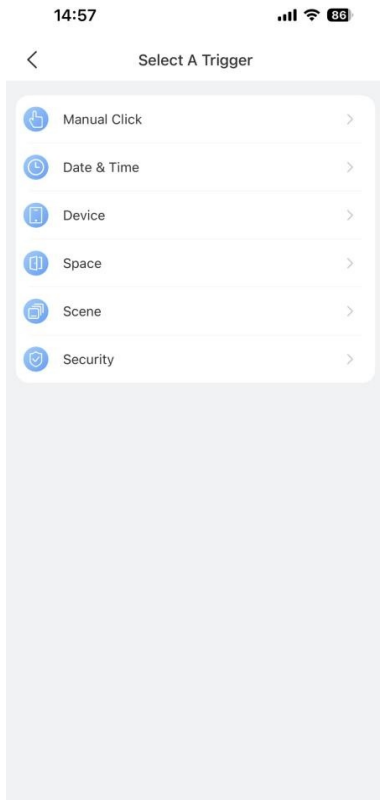 14:57
86
Select A Trigger
Manual Click
Date & Time
Device
Space
Scene
Security